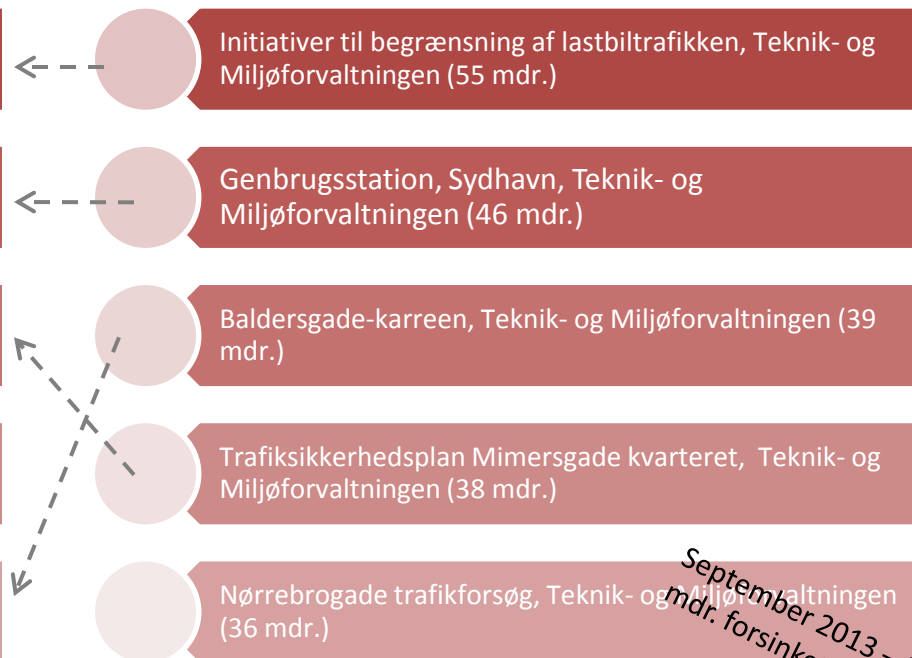 Initiativer til begrænsning af lastbiltrafikken, Teknik- og
Miljøforvaltningen (55 mdr.)
Genbrugsstation, Sydhavn, Teknik- og
Miljøforvaltningen (46 mdr.)
Baldersgade-karreen, Teknik- og Miljøforvaltningen (39
mdr.)
Trafiksikkerhedsplan Mimersgade kvarteret, Teknik- og
Miljøforvaltningen (38 mdr.)
Nørrebrogade trafikforsøg, Teknik- og Miljøforvaltningen
(36 mdr.)
September 2013 –
mdr.